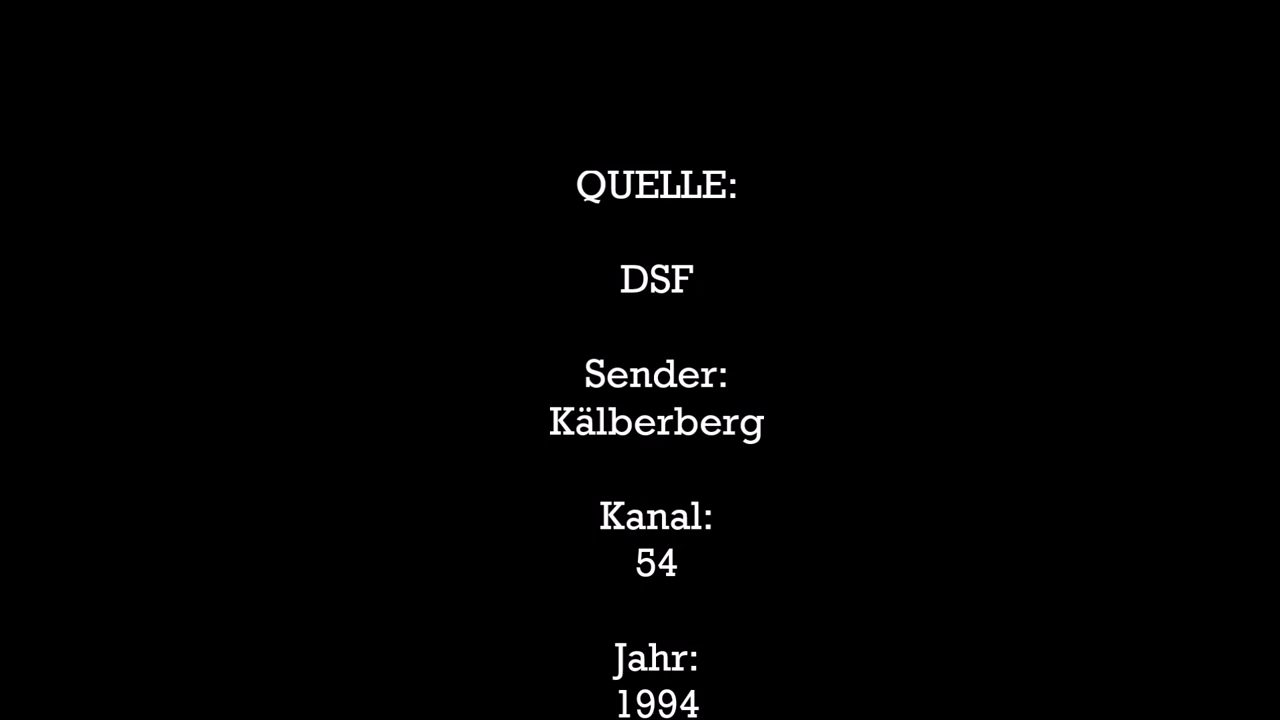 QUELLE:
DSF
Sender:
Kälberberg
Kanal:
54
Jahr:
1994